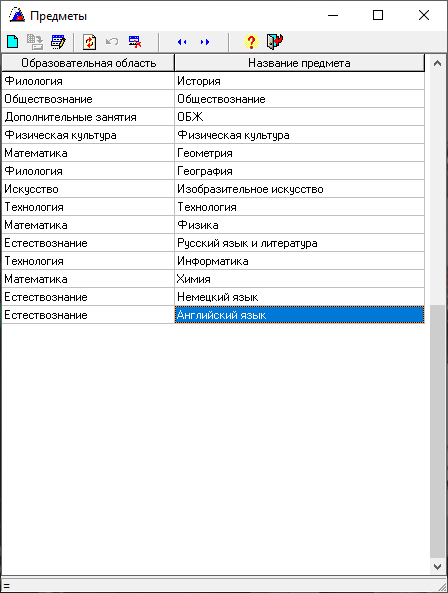 Предметы
Образовательная область Название предмета
Филология История
Обществознание Обществознание
Дополнительные занятия ОБЖ
Физическая культура Физическая культура
Математика Геометрия
Филология География
Искусство Изобразительное искусство
Технология Технология
Математика Физика
Естествознание Русский язык и литература
Технология Информатика
Математика Химия
Естествознание Немецкий язык
Естествознание Английский язык
=